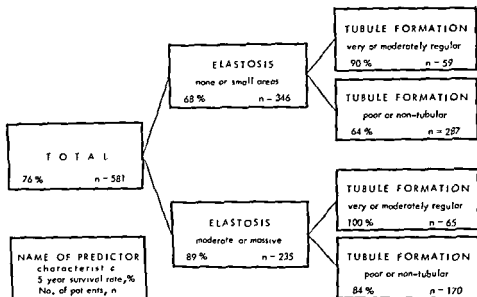 TOTAL
76 % n - 581
ELASTOSIS
none or small areas
68 % n - 346
TUBULE FORMATION
very or moderately regular
90 % n - 59
TUBULE FORMATION
poor or non-tubular
64 % n - 287
ELASTOSIS
moderate or massive
89 % n - 235
TUBULE FORMATION
very or moderately regular
100 % n - 65
TUBULE FORMATION
poor or non-tubular
84 % n - 170
NAME OF PREDICTOR
characterist c
5 year survival rate, %
No. of pat ents, n